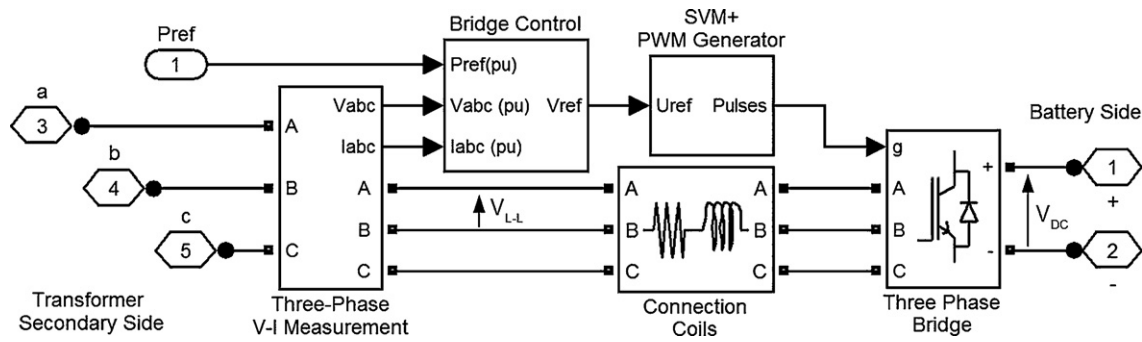 Pref
1
a
3
b
4
c
5
Transformer
Secondary Side
Vabc
Iabc
A
B
C
A
B
C
Three-Phase
V-I Measurement
Bridge Control
Pref(pu)
Vabc (pu)
Iabc (pu)
Vref
SVM+
PWM Generator
Uref
Pulses
V L-L
A
B
C
A
B
C
Connection
Coils
g
A
B
C
+
-
Three Phase
Bridge
Battery Side
V DC
1
+
2
-